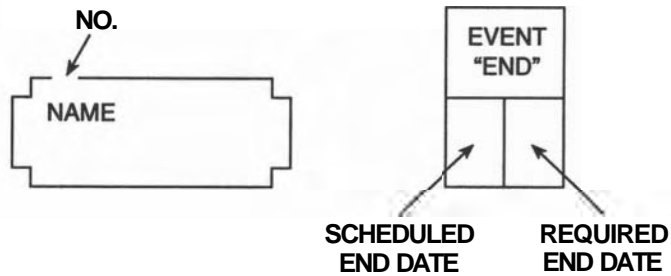 NO.
NAME
EVENT
"END"
SCHEDULED
END DATE
REQUIRED
END DATE